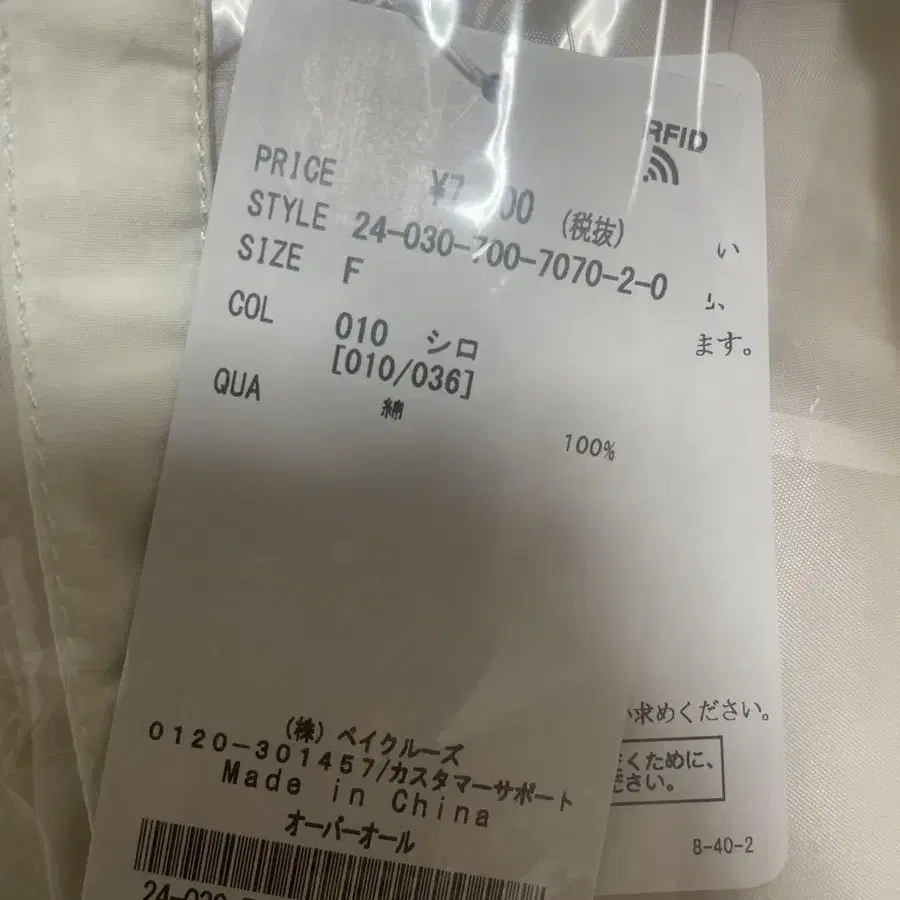 RFID
PRICE (税抜)
STYLE 24-030-700-7070-2-0
SIZE F
COL 010 シロ
[010/036]
QUA 綿
100%
(株) ベイクルーズ
0120-301457/カスタマーサポート
Made in China
オーバーオール
い
ます。
求めください。
くために、
ださい。
8-40-2